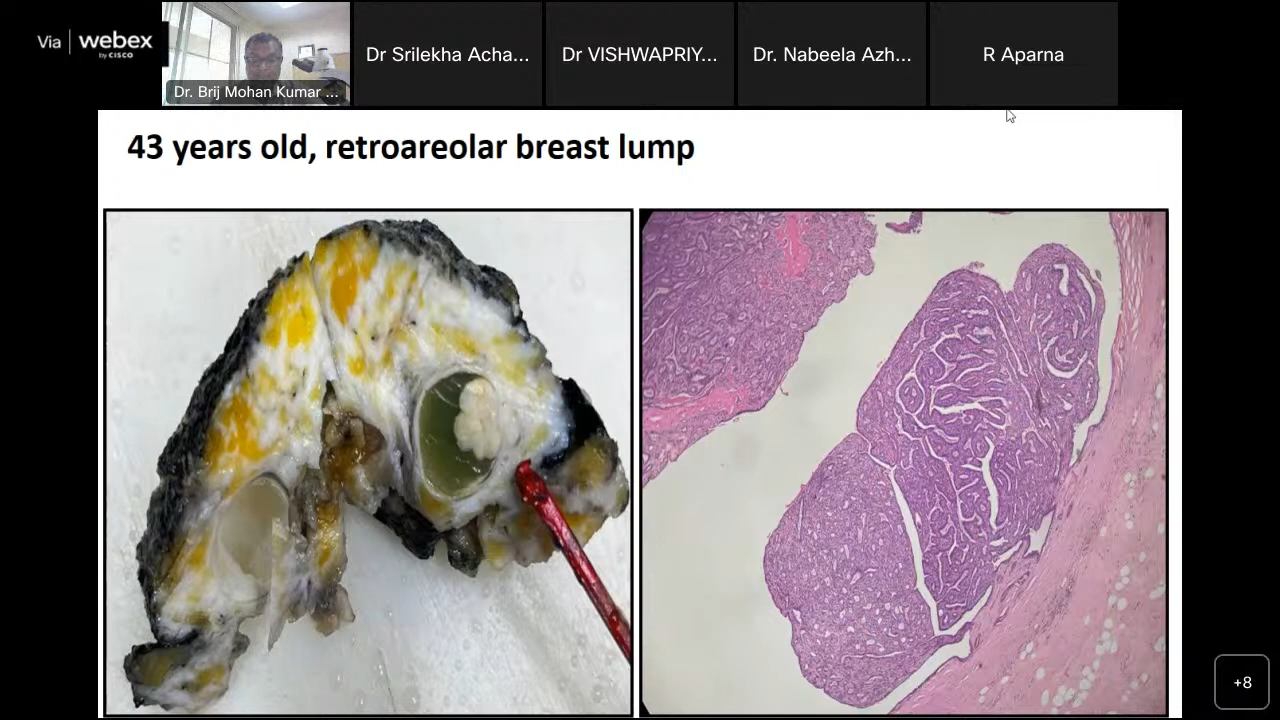 Via webex
by CISCO
Dr. Brij Mohan Kumar ...
Dr Srilekha Acha...
Dr VISHWAPRIY...
Dr. Nabeela Azh...
R Aparna
43 years old, retroareolar breast lump
+8